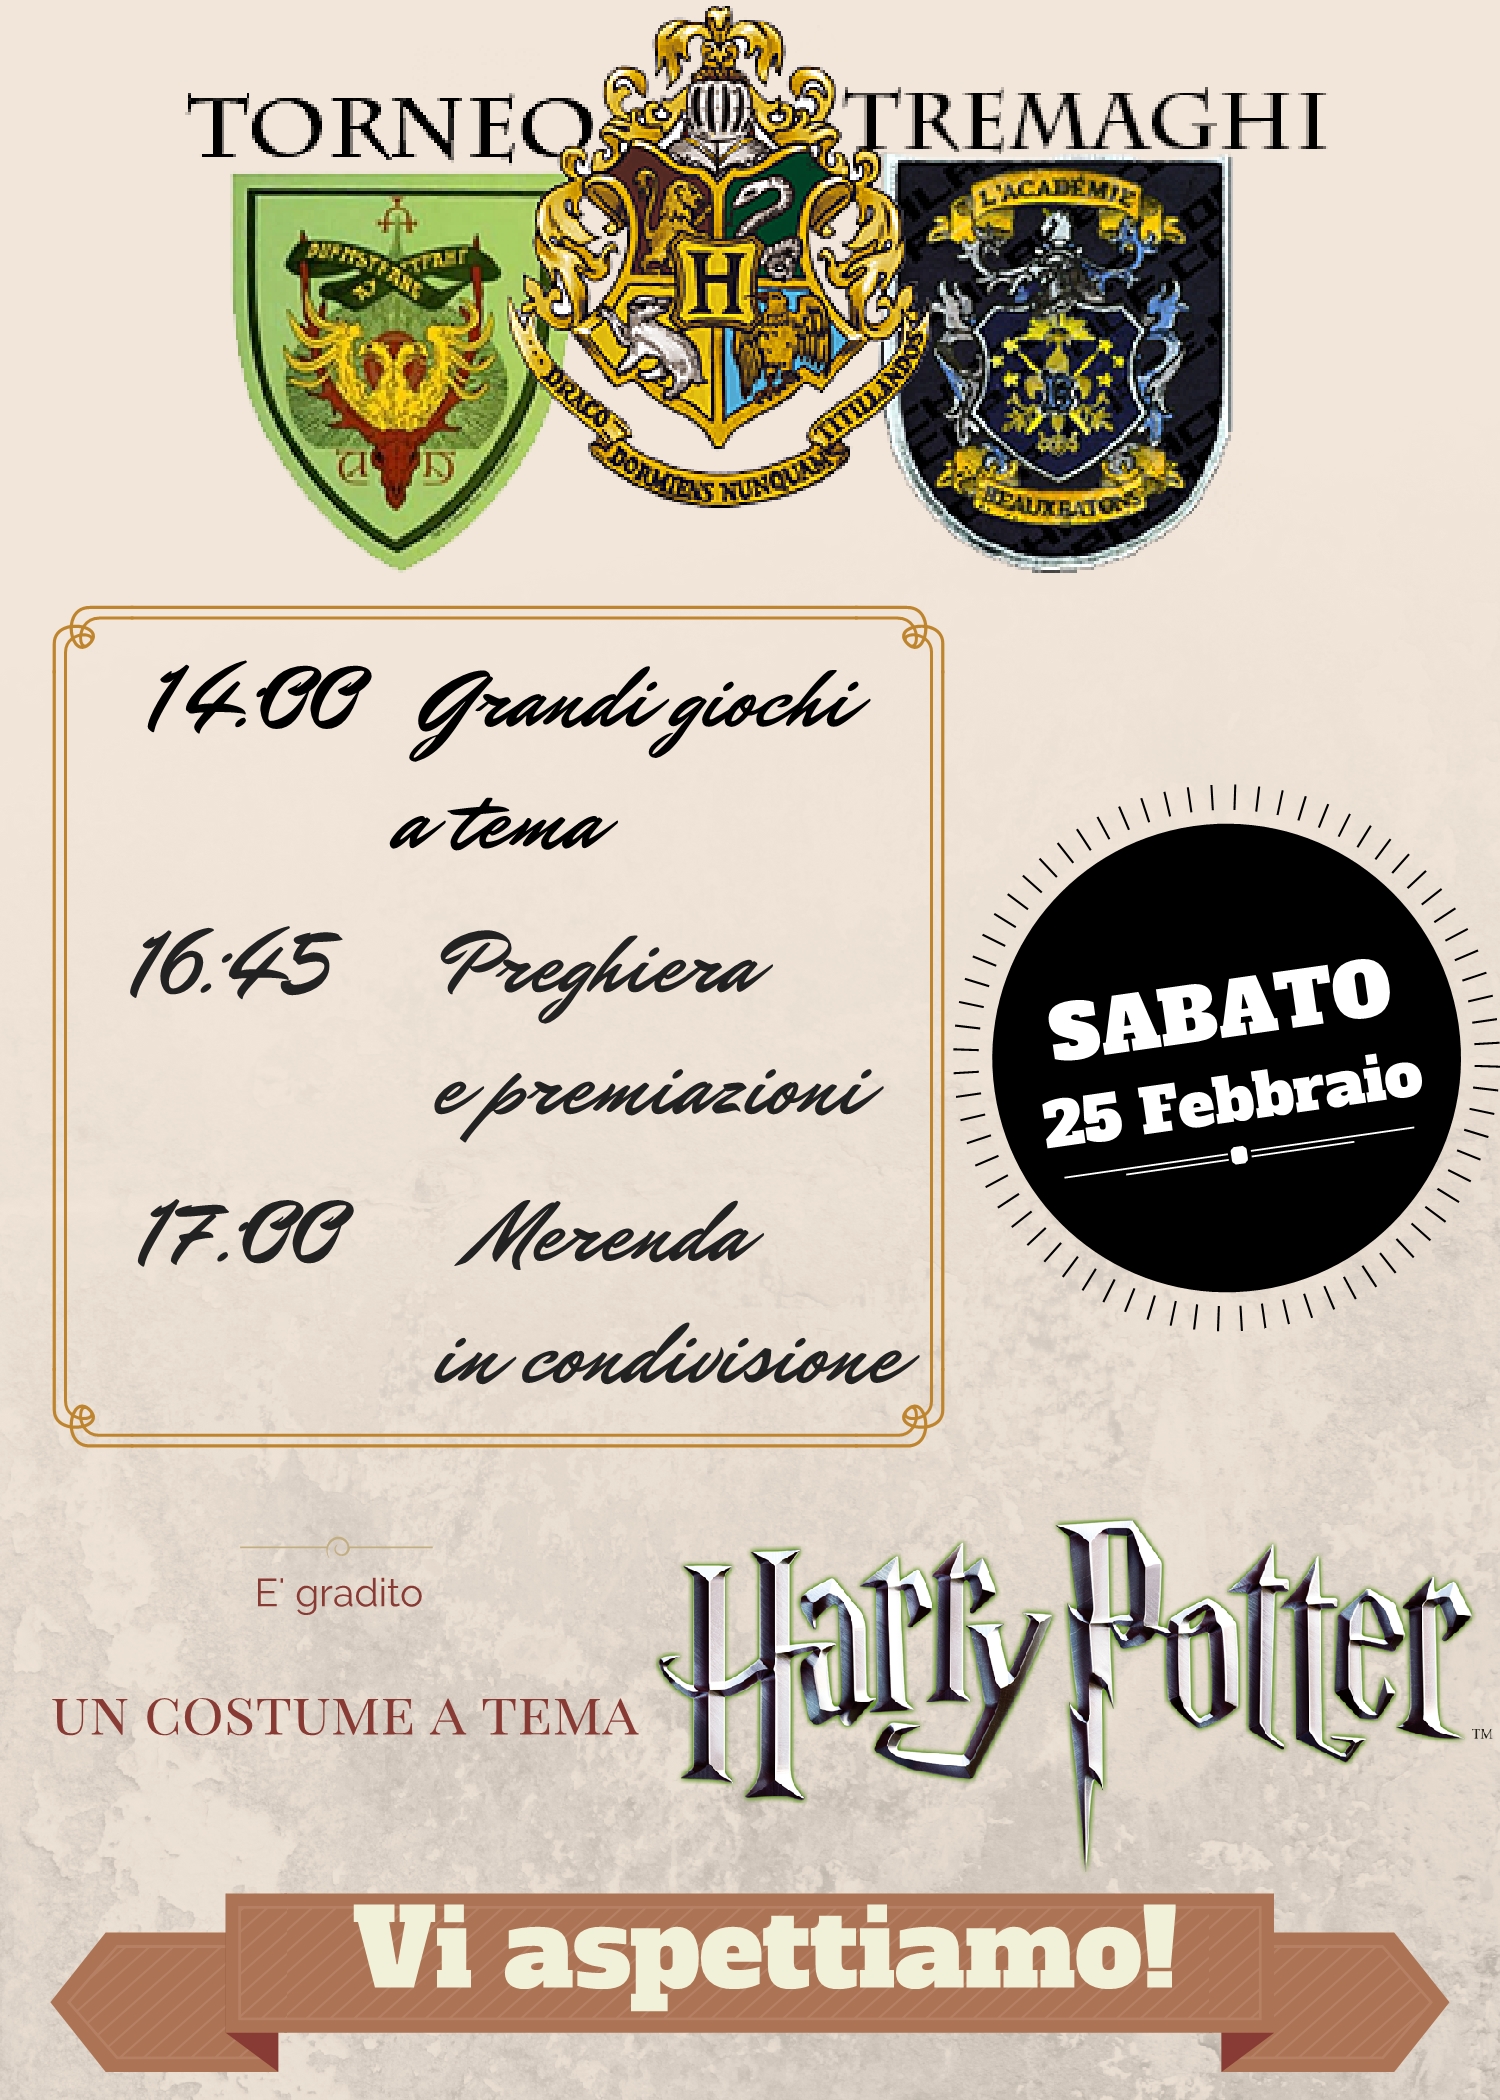 TORNEO TREMAGHI
L'ACADÉMIE
H
DRACO DORMIENS NUNQUAM TITILLANDUS
BEAUXBATONS
14.00 Grandi giochi
a tema
16:45 Preghiera
e premiazioni
17.00 Merenda
in condivisione
SABATO
25 Febbraio
E' gradito
UN COSTUME A TEMA
Harry Potter TM
Vi aspettiamo!